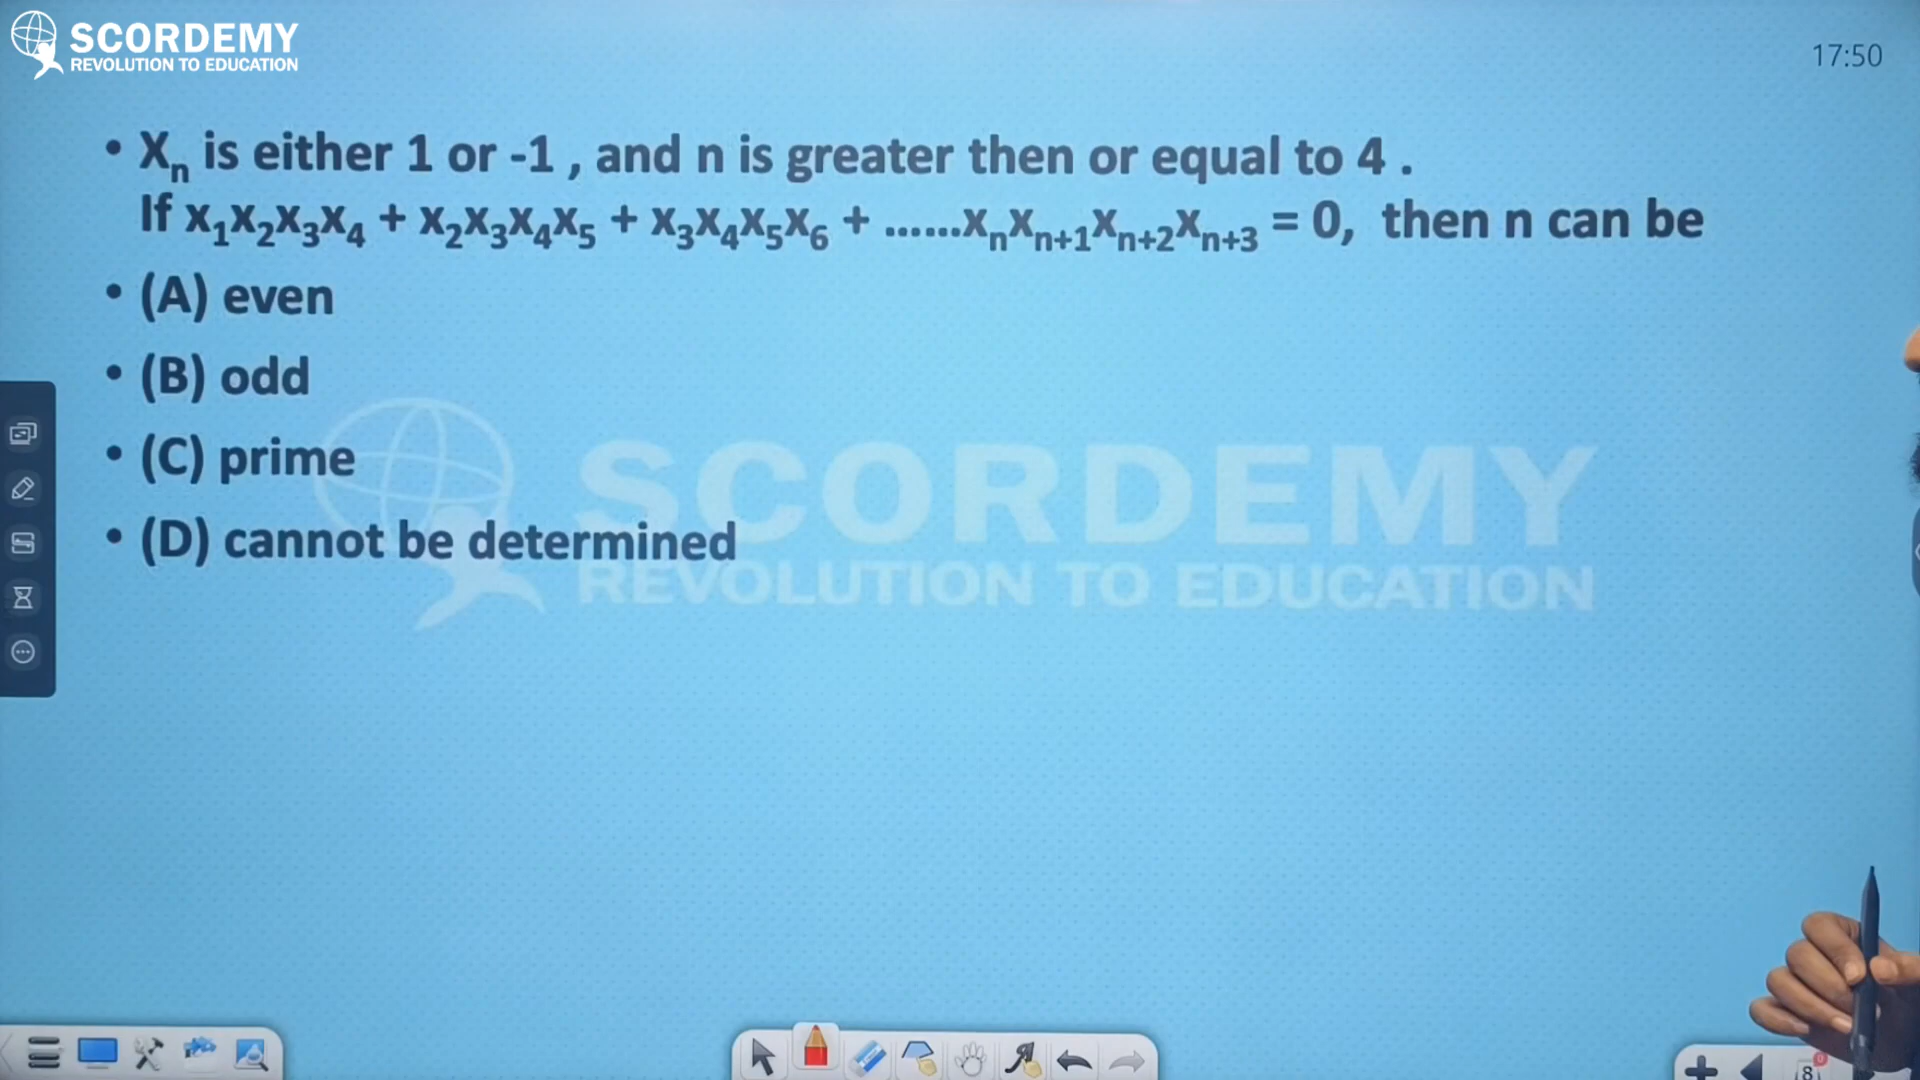 SCORDEMY
REVOLUTION TO EDUCATION
17:50
• Xₙ is either 1 or -1 , and n is greater then or equal to 4 .
If x₁x₂x₃x₄ + x₂x₃x₄x₅ + x₃x₄x₅x₆ + ......xₙxₙ₊₁xₙ₊₂xₙ₊₃ = 0, then n can be
• (A) even
• (B) odd
• (C) prime
• (D) cannot be determined
SCORDEMY
REVOLUTION TO EDUCATION
8
0